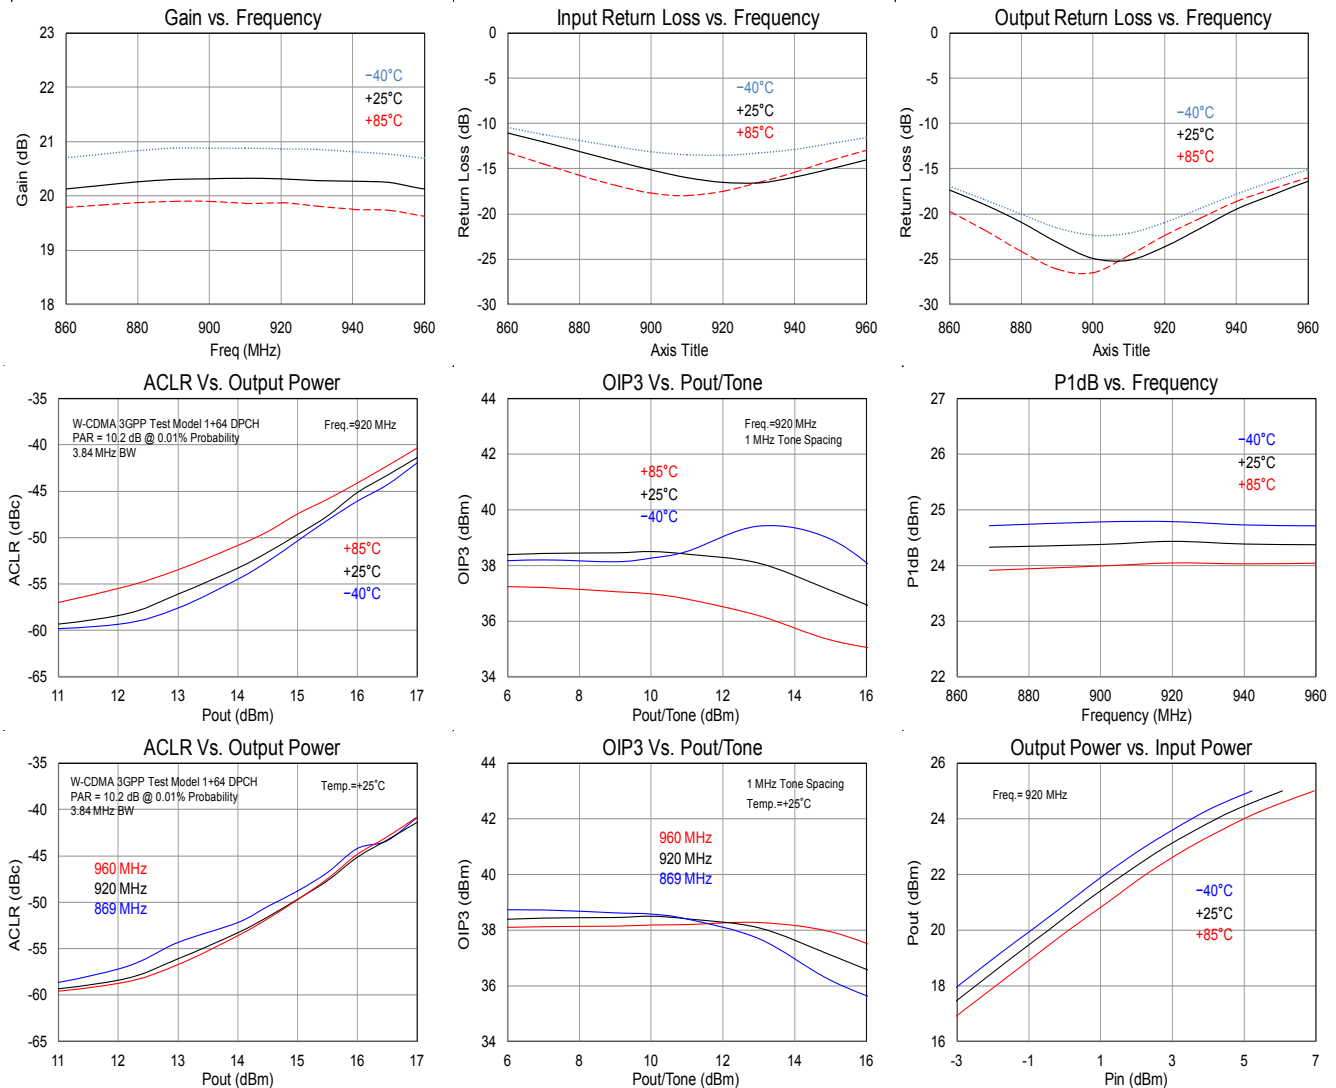 Gain vs. Frequency
23
22
21
20
19
18
Gain (dB)
−40°C
+25°C
+85°C
860
880
900
920
940
960
Freq (MHz)
Input Return Loss vs. Frequency
0
-5
-10
-15
-20
-25
-30
Return Loss (dB)
−40°C
+25°C
+85°C
860
880
900
920
940
960
Axis Title
Output Return Loss vs. Frequency
0
-5
-10
-15
-20
-25
-30
Return Loss (dB)
−40°C
+25°C
+85°C
860
880
900
920
940
960
Axis Title
ACLR Vs. Output Power
-35
-40
-45
-50
-55
-60
-65
ACLR (dBc)
W-CDMA 3GPP Test Model 1+64 DPCH
PAR = 10.2 dB @ 0.01% Probability
3.84 MHz BW
Freq.=920 MHz
+85°C
+25°C
−40°C
11
12
13
14
15
16
17
Pout (dBm)
OIP3 Vs. Pout/Tone
44
42
40
38
36
34
OIP3 (dBm)
Freq.=920 MHz
1 MHz Tone Spacing
+85°C
+25°C
−40°C
6
8
10
12
14
16
Pout/Tone (dBm)
P1dB vs. Frequency
27
26
25
24
23
22
P1dB (dBm)
−40°C
+25°C
+85°C
860
880
900
920
940
960
Frequency (MHz)
ACLR Vs. Output Power
-35
-40
-45
-50
-55
-60
-65
ACLR (dBc)
W-CDMA 3GPP Test Model 1+64 DPCH
PAR = 10.2 dB @ 0.01% Probability
3.84 MHz BW
Temp.=+25°C
960 MHz
920 MHz
869 MHz
11
12
13
14
15
16
17
Pout (dBm)
OIP3 Vs. Pout/Tone
44
42
40
38
36
34
OIP3 (dBm)
1 MHz Tone Spacing
Temp.=+25°C
960 MHz
920 MHz
869 MHz
6
8
10
12
14
16
Pout/Tone (dBm)
Output Power vs. Input Power
26
24
22
20
18
16
Pout (dBm)
Freq.= 920 MHz
−40°C
+25°C
+85°C
-3
-1
1
3
5
7
Pin (dBm)